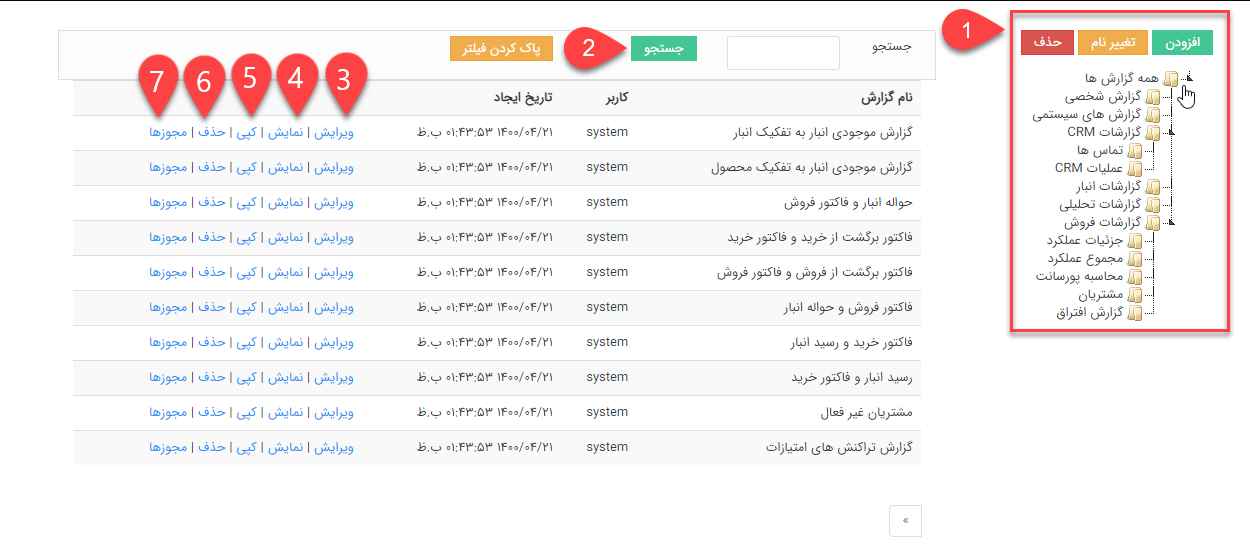 1
افزودن تغییر نام حذف
همه گزارش ها
گزارش شخصی
گزارش های سیستمی
گزارشات CRM
تماس ها
عملیات CRM
گزارشات انبار
گزارشات تحلیلی
گزارشات فروش
جزئیات عملکرد
مجموع عملکرد
محاسبه پورسانت
مشتریان
گزارش افتراق
جستجو جستجو 2 پاک کردن فیلتر
3 4 5 6 7
نام گزارش کاربر تاریخ ایجاد
گزارش موجودی انبار به تفکیک انبار system ۱۴۰۰/۰۴/۲۱ ۰۱:۴۳:۵۳ ب.ظ ویرایش | نمایش | کپی | حذف | مجوزها
گزارش موجودی انبار به تفکیک محصول system ۱۴۰۰/۰۴/۲۱ ۰۱:۴۳:۵۳ ب.ظ ویرایش | نمایش | کپی | حذف | مجوزها
حواله انبار و فاکتور فروش system ۱۴۰۰/۰۴/۲۱ ۰۱:۴۳:۵۳ ب.ظ ویرایش | نمایش | کپی | حذف | مجوزها
فاکتور برگشت از خرید و فاکتور خرید system ۱۴۰۰/۰۴/۲۱ ۰۱:۴۳:۵۳ ب.ظ ویرایش | نمایش | کپی | حذف | مجوزها
فاکتور برگشت از فروش و فاکتور فروش system ۱۴۰۰/۰۴/۲۱ ۰۱:۴۳:۵۳ ب.ظ ویرایش | نمایش | کپی | حذف | مجوزها
فاکتور فروش و حواله انبار system ۱۴۰۰/۰۴/۲۱ ۰۱:۴۳:۵۳ ب.ظ ویرایش | نمایش | کپی | حذف | مجوزها
فاکتور خرید و رسید انبار system ۱۴۰۰/۰۴/۲۱ ۰۱:۴۳:۵۳ ب.ظ ویرایش | نمایش | کپی | حذف | مجوزها
رسید انبار و فاکتور خرید system ۱۴۰۰/۰۴/۲۱ ۰۱:۴۳:۵۳ ب.ظ ویرایش | نمایش | کپی | حذف | مجوزها
مشتریان غیر فعال system ۱۴۰۰/۰۴/۲۱ ۰۱:۴۳:۵۳ ب.ظ ویرایش | نمایش | کپی | حذف | مجوزها
گزارش تراکنش های امتیازات system ۱۴۰۰/۰۴/۲۱ ۰۱:۴۳:۵۳ ب.ظ ویرایش | نمایش | کپی | حذف | مجوزها
»